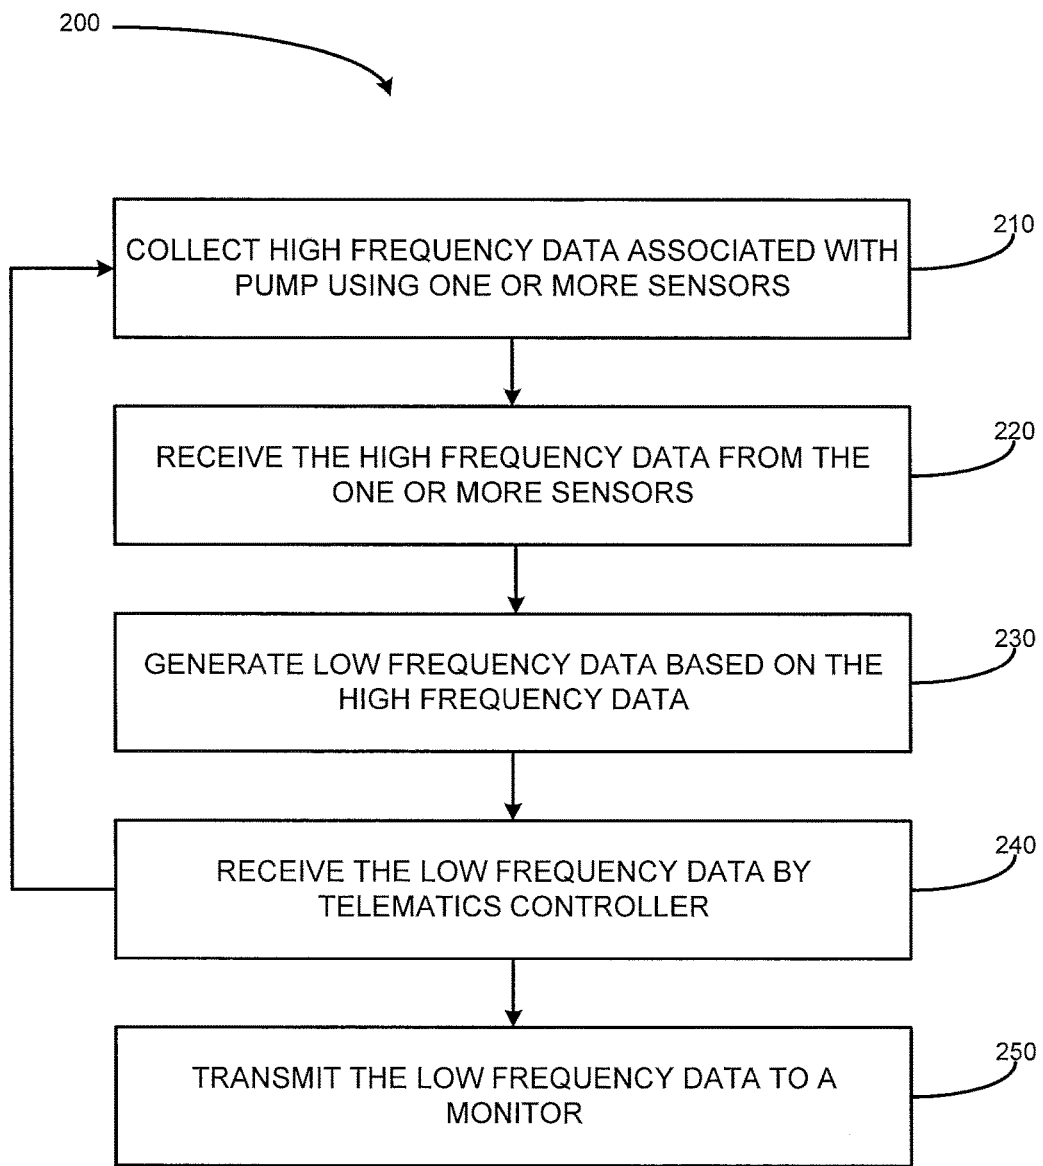 200
COLLECT HIGH FREQUENCY DATA ASSOCIATED WITH
PUMP USING ONE OR MORE SENSORS
210
RECEIVE THE HIGH FREQUENCY DATA FROM THE
ONE OR MORE SENSORS
220
GENERATE LOW FREQUENCY DATA BASED ON THE
HIGH FREQUENCY DATA
230
RECEIVE THE LOW FREQUENCY DATA BY
TELEMATICS CONTROLLER
240
TRANSMIT THE LOW FREQUENCY DATA TO A
MONITOR
250